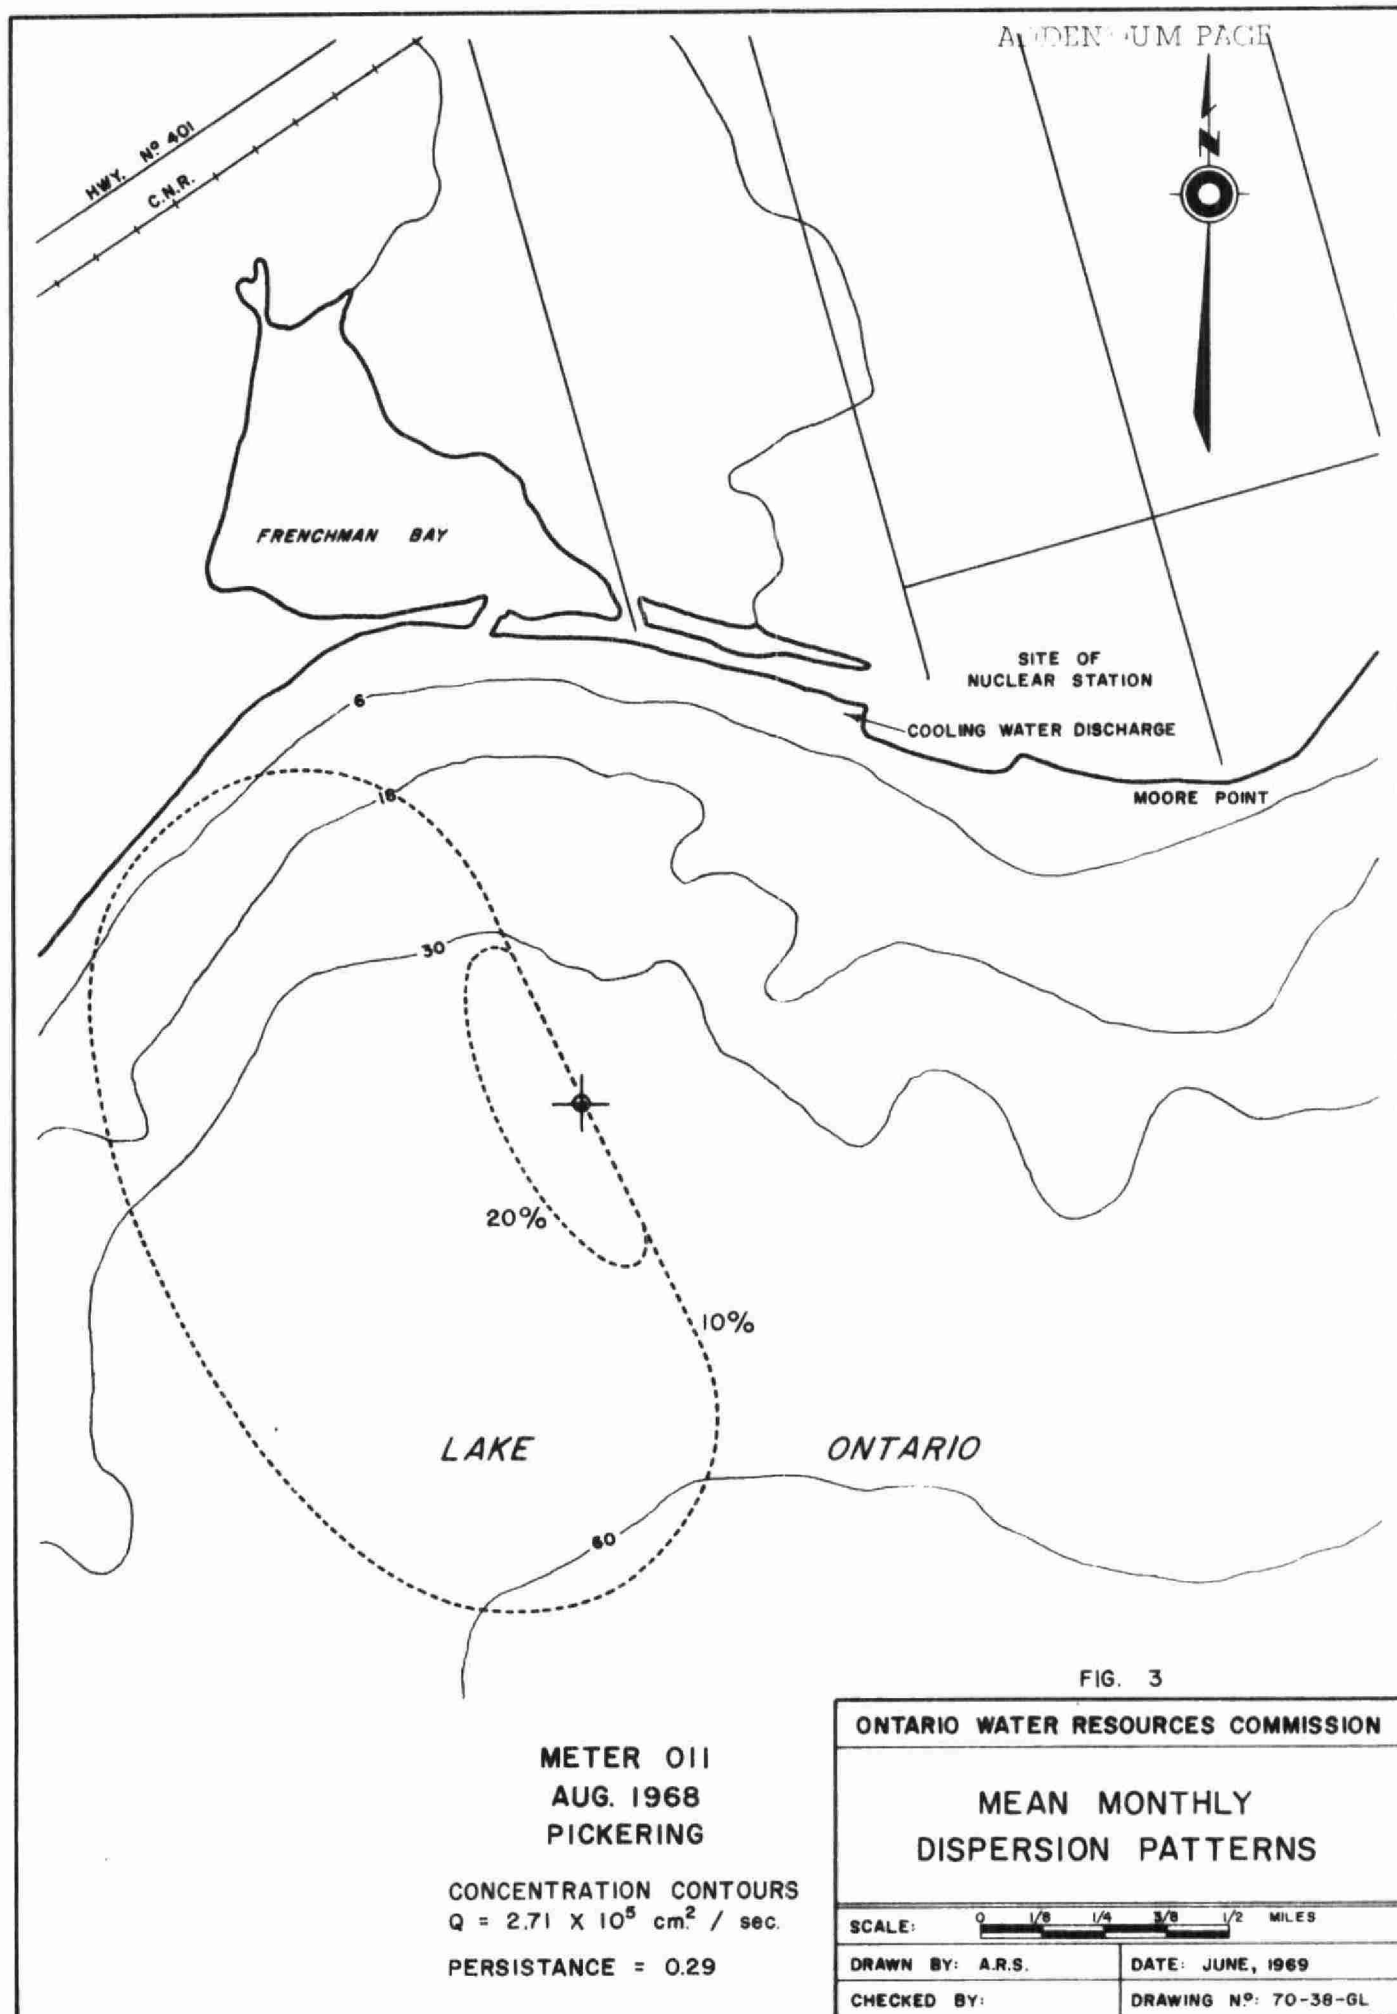 ADDENDUM PAGE
HWY. Nº 401
C.N.R.
N
FRENCHMAN BAY
SITE OF
NUCLEAR STATION
COOLING WATER DISCHARGE
MOORE POINT
6
18
30
20%
10%
LAKE ONTARIO
60
FIG. 3
METER 011
AUG. 1968
PICKERING
CONCENTRATION CONTOURS
Q = 2.71 X 10⁵ cm² / sec.
PERSISTANCE = 0.29
ONTARIO WATER RESOURCES COMMISSION
MEAN MONTHLY
DISPERSION PATTERNS
SCALE: 0 1/8 1/4 3/8 1/2 MILES
DRAWN BY: A.R.S. DATE: JUNE, 1969
CHECKED BY: DRAWING Nº: 70-38-GL